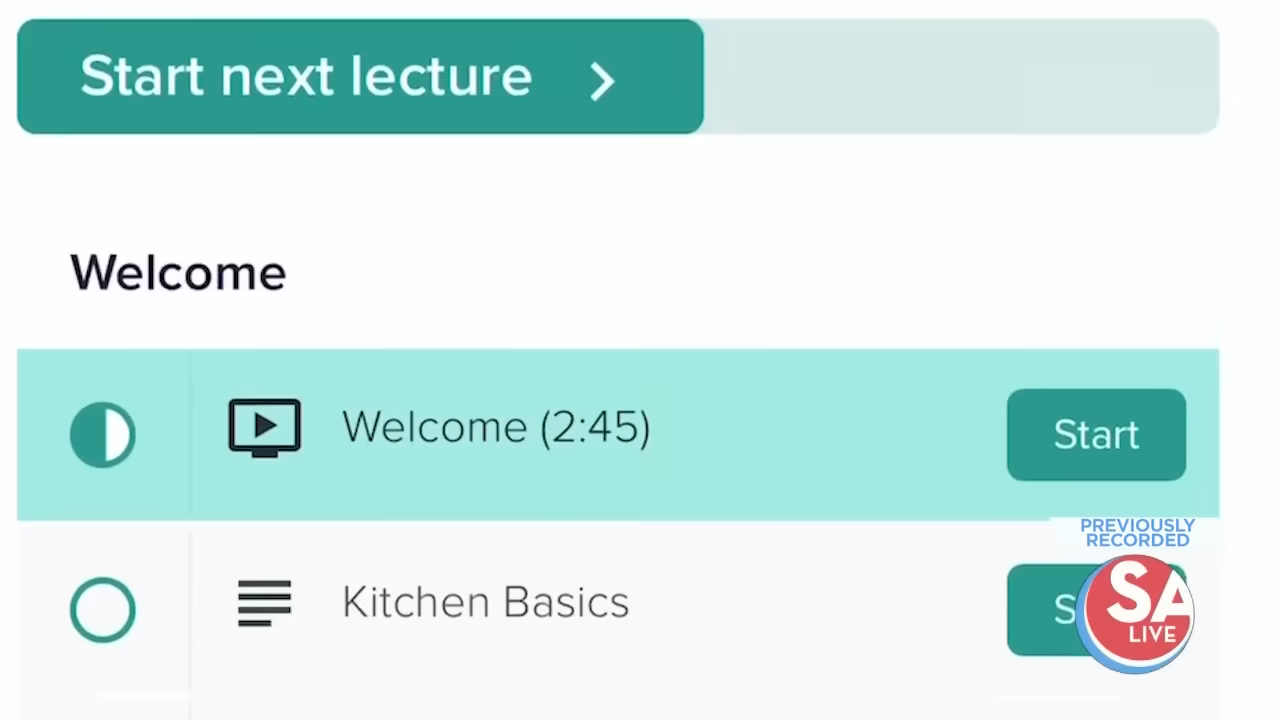 Start next lecture
Welcome
Welcome (2:45)
Start
PREVIOUSLY
RECORDED
Kitchen Basics
SA
LIVE